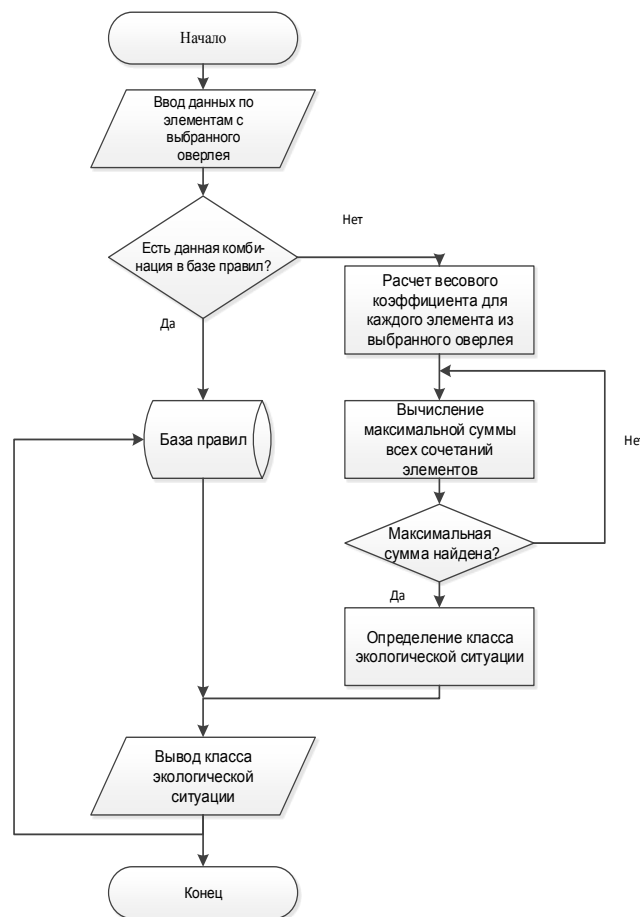 Начало
Ввод данных по
элементам с
выбранного
оверлея
Нет
Есть данная комби-
нация в базе правил?
Да
Расчет весового
коэффициента для
каждого элемента из
выбранного оверлея
База правил
Вычисление
максимальной суммы
всех сочетаний
элементов
Нет
Максимальная
сумма найдена?
Да
Определение класса
экологической ситуации
Вывод класса
экологической
ситуации
Конец